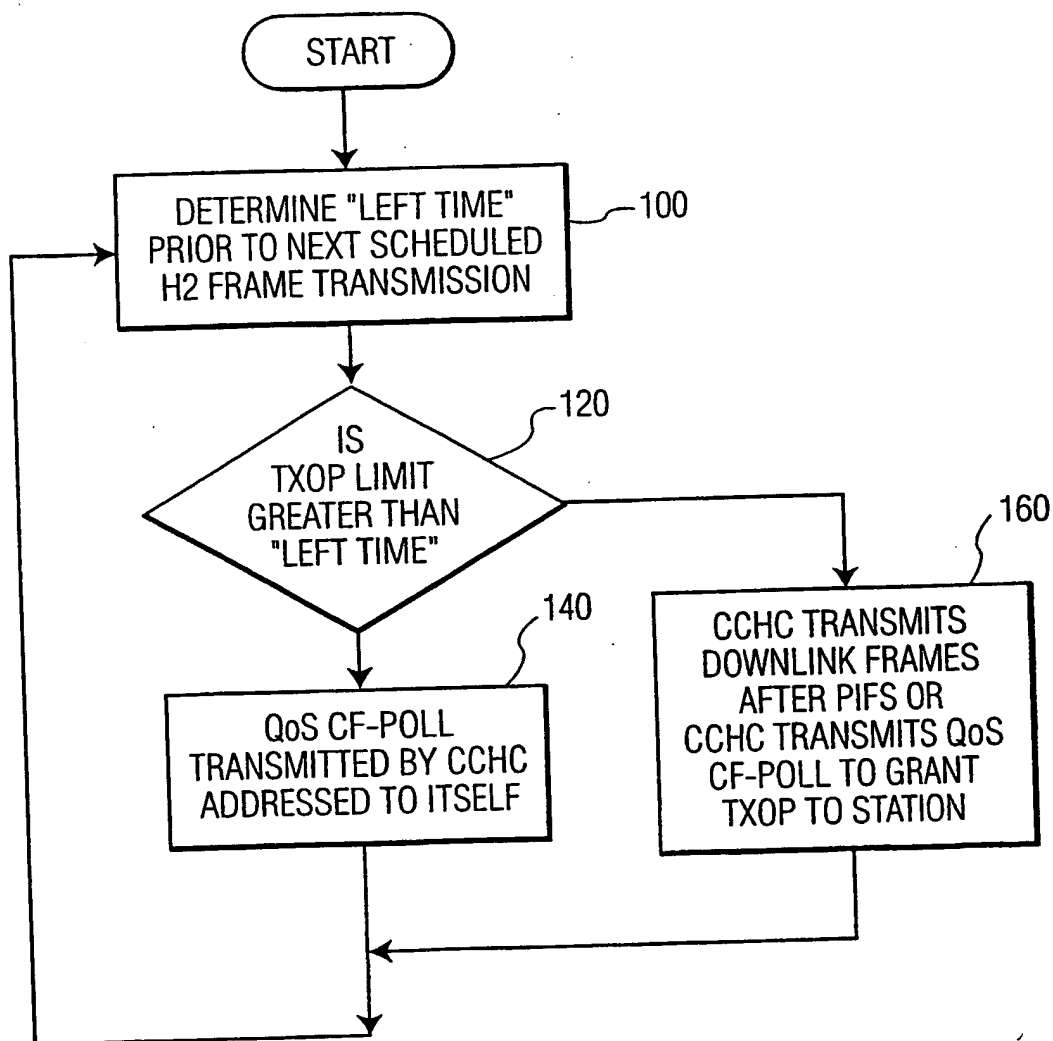 START
DETERMINE "LEFT TIME"
PRIOR TO NEXT SCHEDULED
H2 FRAME TRANSMISSION
100
IS
TXOP LIMIT
GREATER THAN
"LEFT TIME"
120
QoS CF-POLL
TRANSMITTED BY CCHC
ADDRESSED TO ITSELF
140
CCHC TRANSMITS
DOWNLINK FRAMES
AFTER PIFS OR
CCHC TRANSMITS QoS
CF-POLL TO GRANT
TXOP TO STATION
160